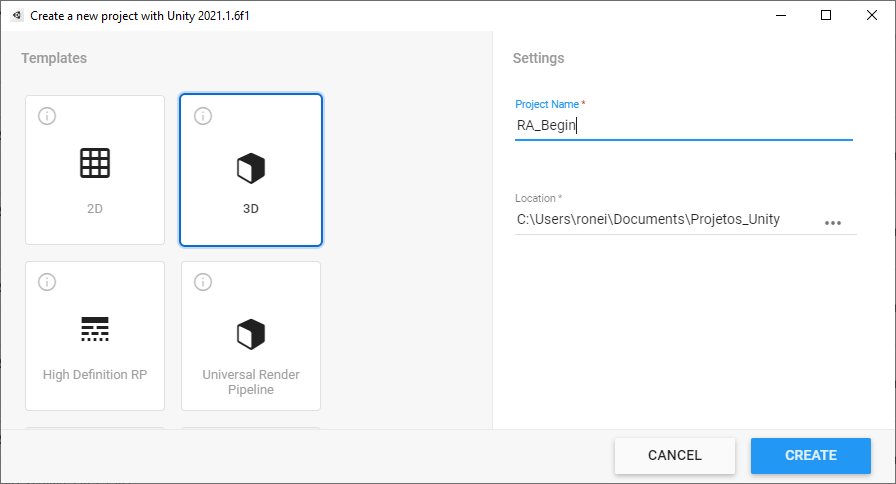 Create a new project with Unity 2021.1.6f1
Templates
2D
3D
High Definition RP
Universal Render
Pipeline
Settings
Project Name *
RA_Begin
Location *
C:\Users\ronei\Documents\Projetos_Unity
CANCEL
CREATE